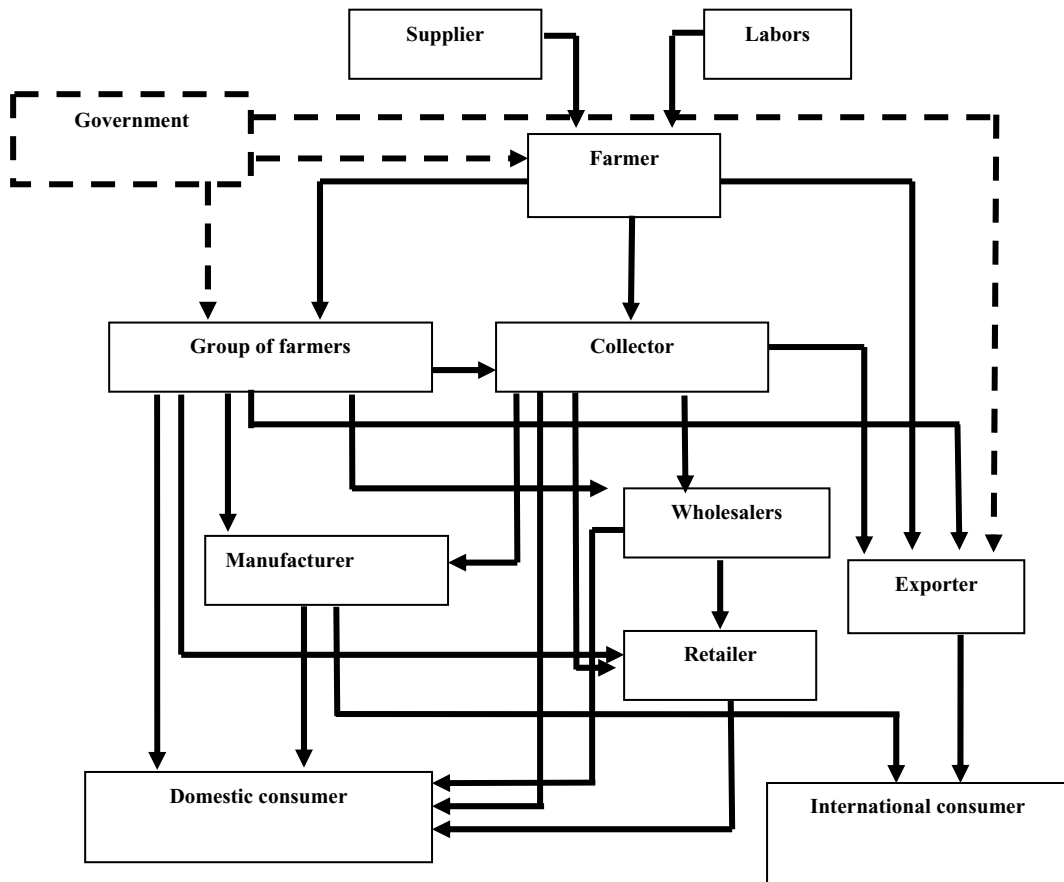 Supplier
Labors
Government
Farmer
Group of farmers
Collector
Wholesalers
Manufacturer
Exporter
Retailer
Domestic consumer
International consumer